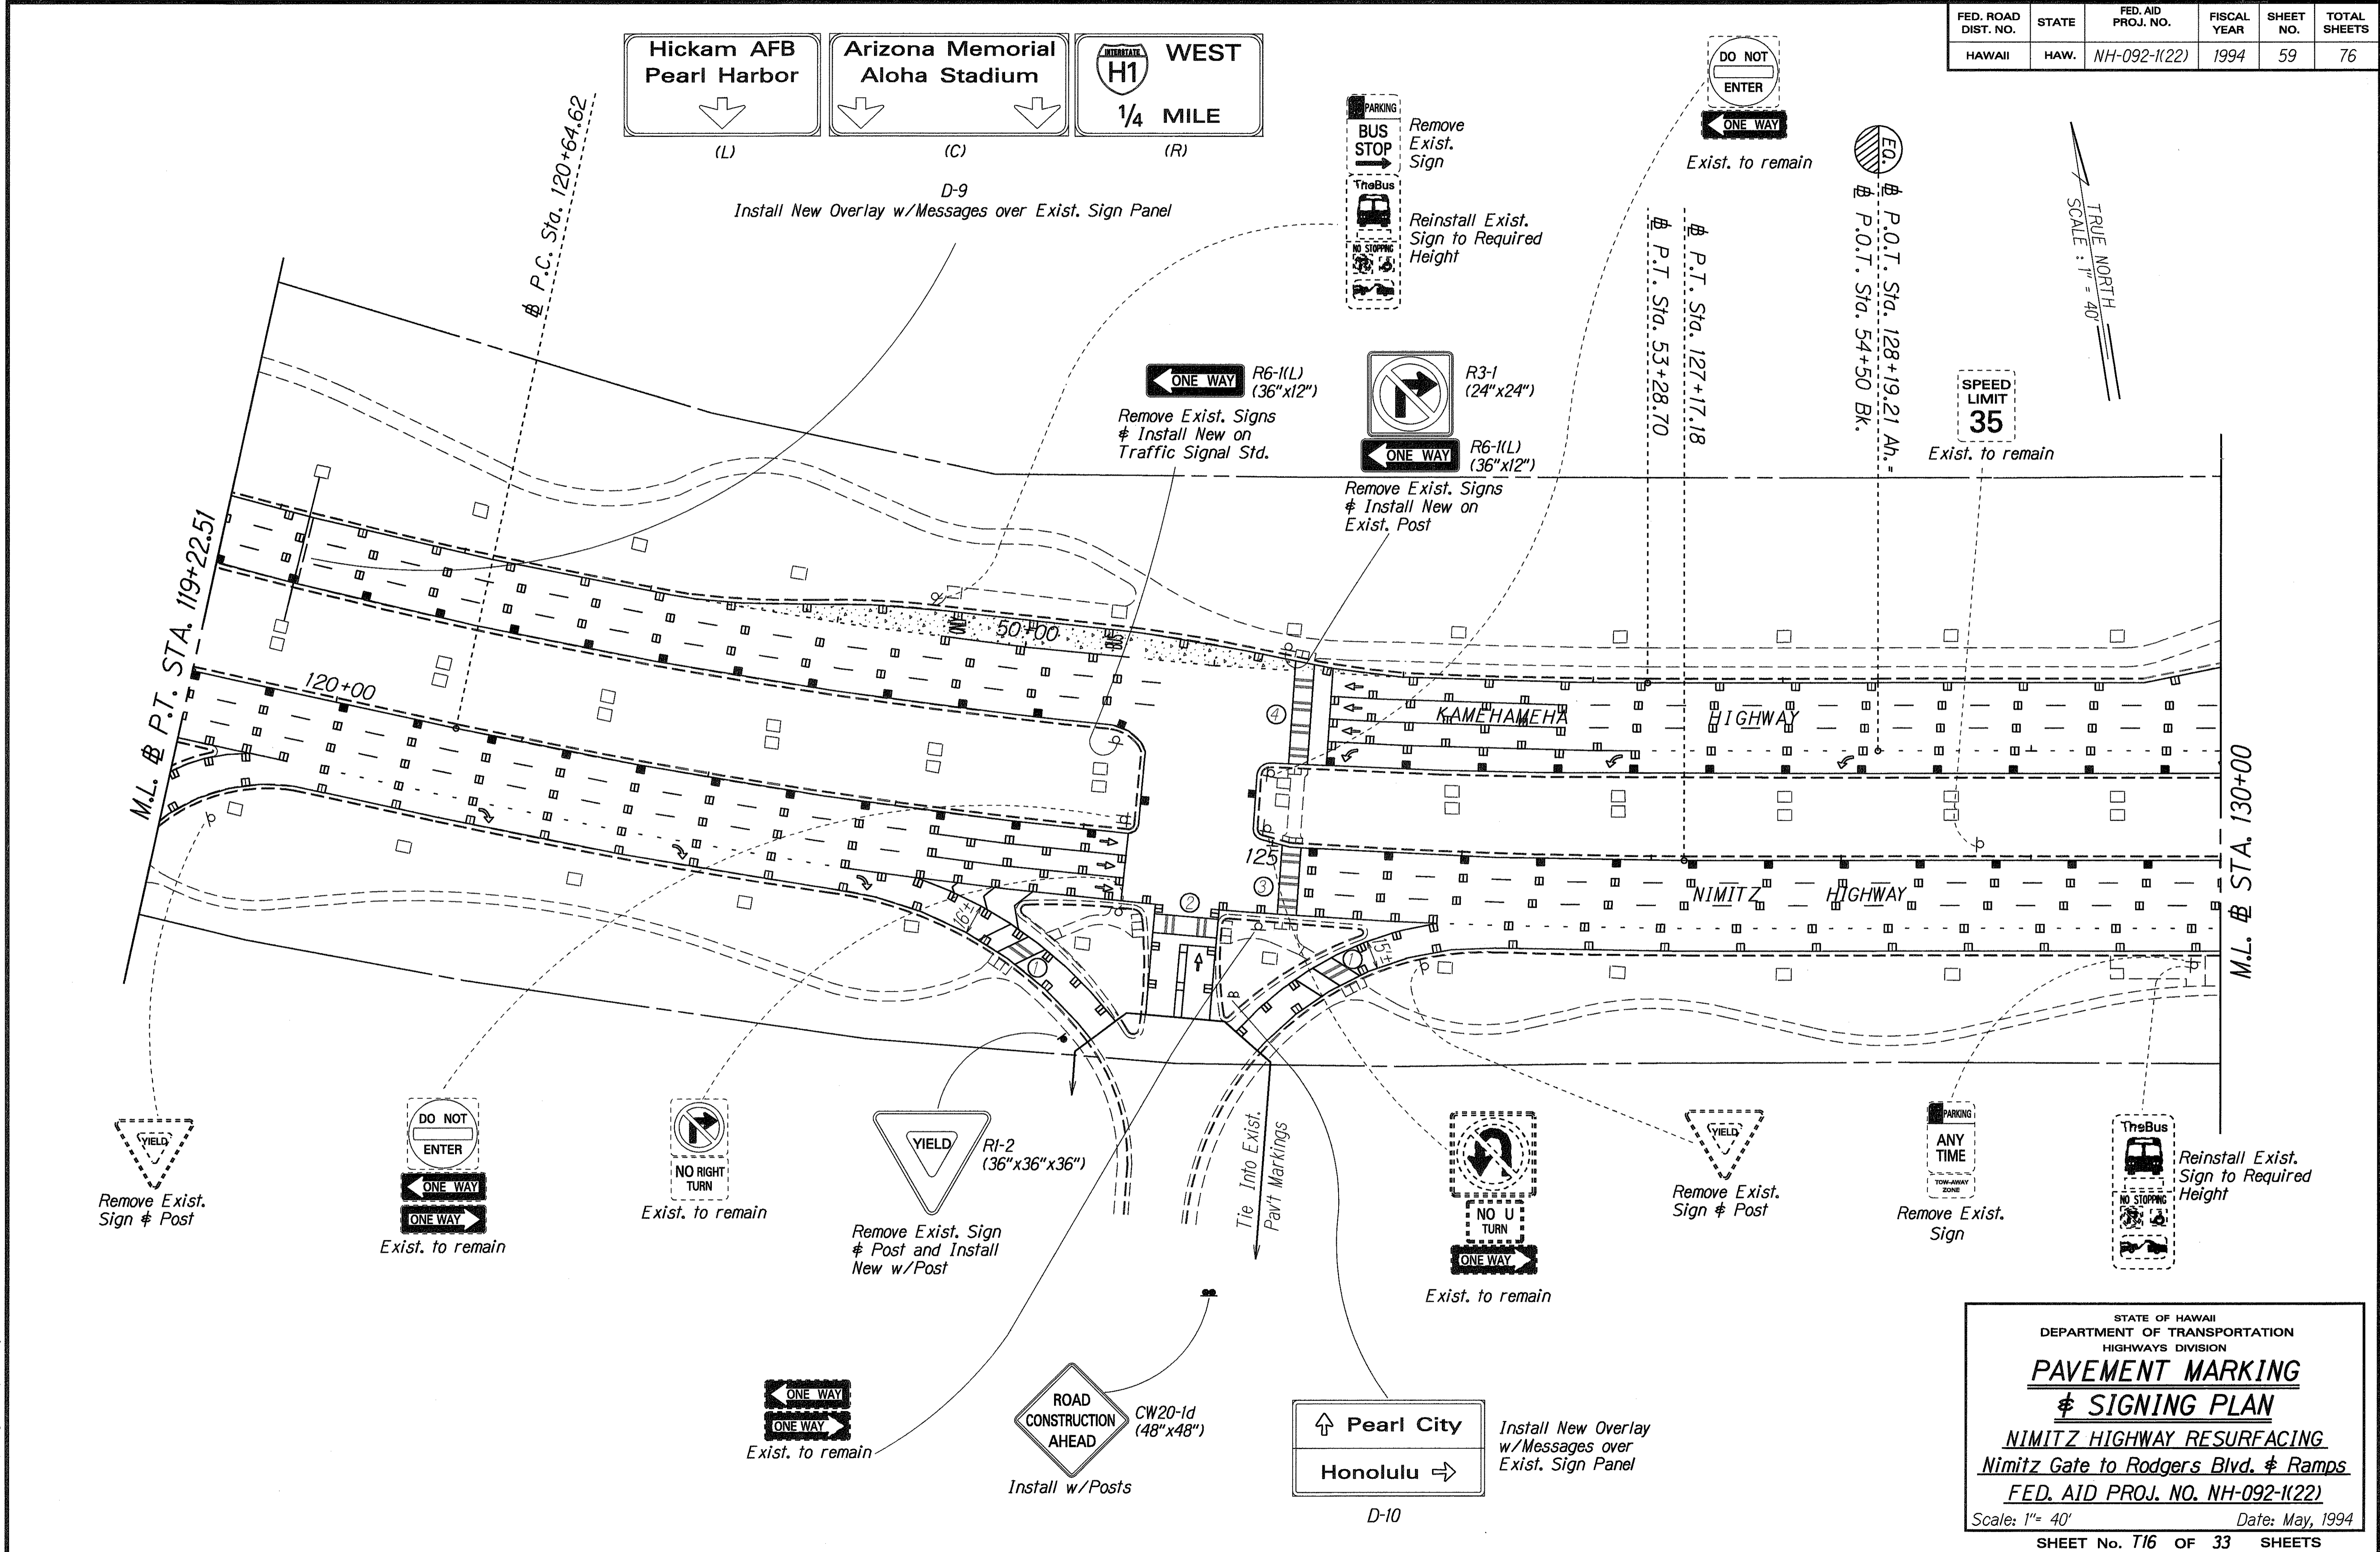 FED. ROAD DIST. NO. STATE FED. AID PROJ. NO. FISCAL YEAR SHEET NO. TOTAL SHEETS
HAWAII HAW. NH-092-1(22) 1994 59 76
Hickam AFB
Pearl Harbor
(L)
Arizona Memorial
Aloha Stadium
(C)
INTERSTATE
H1
WEST
1/4 MILE
(R)
D-9
Install New Overlay w/Messages over Exist. Sign Panel
PARKING
BUS
STOP
Remove
Exist.
Sign
TheBus
NO STOPPING
Reinstall Exist.
Sign to Required
Height
DO NOT
ENTER
ONE WAY
Exist. to remain
EQ.
P.O.T. Sta. 128+19.21 Ah.=
P.O.T. Sta. 54+50 Bk.
P.T. Sta. 127+17.18
P.T. Sta. 53+28.70
TRUE NORTH
SCALE : 1" = 40'
P.C. Sta. 120+64.62
ONE WAY
R6-1(L)
(36"x12")
Remove Exist. Signs
& Install New on
Traffic Signal Std.
R3-1
(24"x24")
ONE WAY
R6-1(L)
(36"x12")
Remove Exist. Signs
& Install New on
Exist. Post
SPEED
LIMIT
35
Exist. to remain
M.L. B P.T. STA. 119+22.51
120+00
50+00
125
4
3
2
1
1
16'±
15'±
KAMEHAMEHA HIGHWAY
NIMITZ HIGHWAY
M.L. B STA. 130+00
YIELD
Remove Exist.
Sign & Post
DO NOT
ENTER
ONE WAY
ONE WAY
Exist. to remain
NO RIGHT
TURN
Exist. to remain
YIELD
R1-2
(36"x36"x36")
Remove Exist. Sign
& Post and Install
New w/Post
Tie Into Exist.
Pav't Markings
NO U
TURN
ONE WAY
Exist. to remain
YIELD
Remove Exist.
Sign & Post
PARKING
ANY
TIME
TOW-AWAY
ZONE
Remove Exist.
Sign
TheBus
NO STOPPING
Reinstall Exist.
Sign to Required
Height
ONE WAY
ONE WAY
Exist. to remain
ROAD
CONSTRUCTION
AHEAD
CW20-1d
(48"x48")
Install w/Posts
Pearl City
Honolulu
D-10
Install New Overlay
w/Messages over
Exist. Sign Panel
STATE OF HAWAII
DEPARTMENT OF TRANSPORTATION
HIGHWAYS DIVISION
PAVEMENT MARKING
& SIGNING PLAN
NIMITZ HIGHWAY RESURFACING
Nimitz Gate to Rodgers Blvd. & Ramps
FED. AID PROJ. NO. NH-092-1(22)
Scale: 1"= 40' Date: May, 1994
SHEET No. T16 OF 33 SHEETS